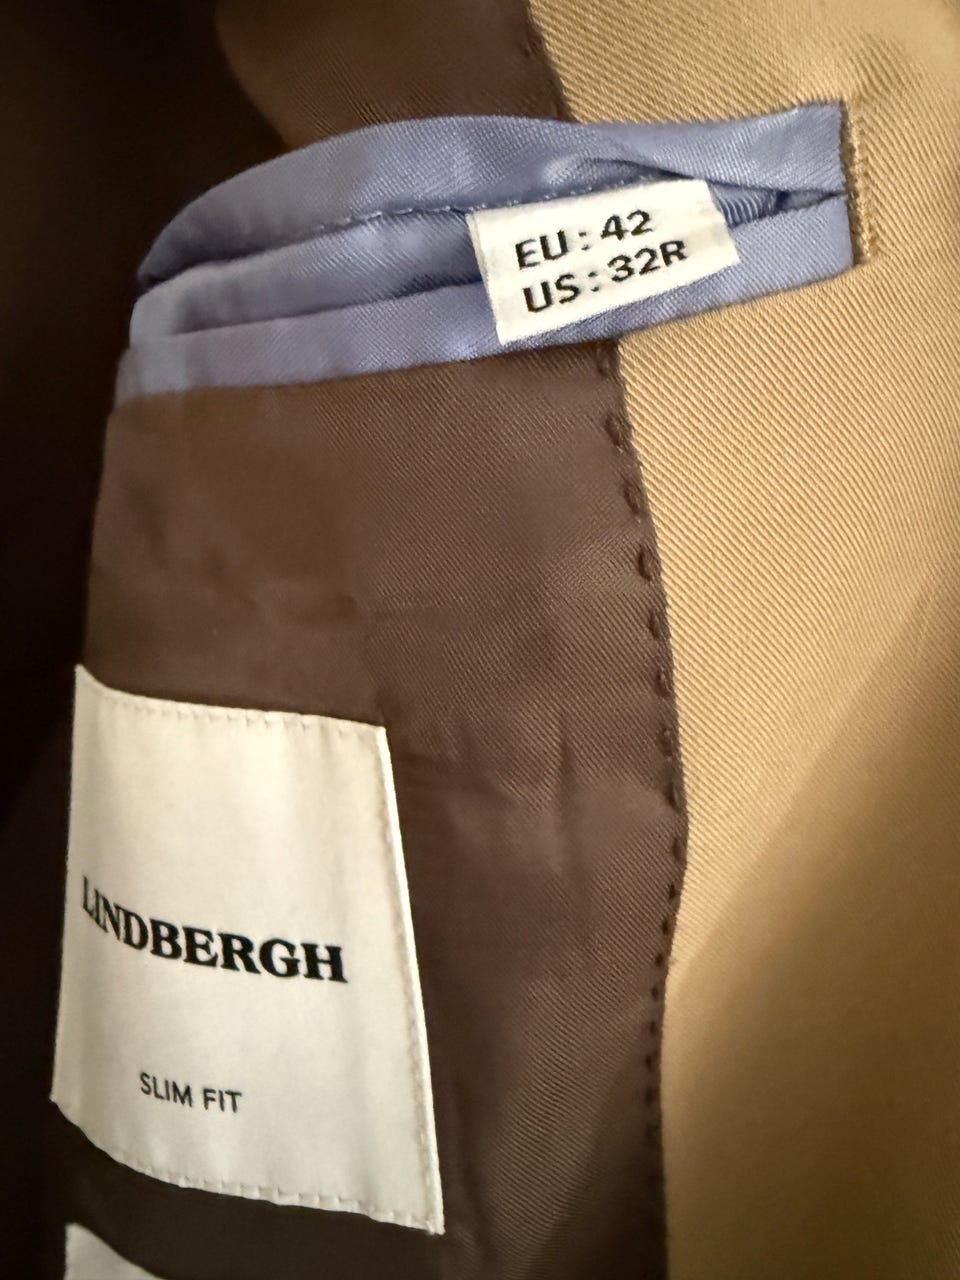 EU : 42
US : 32R
LINDBERGH
SLIM FIT